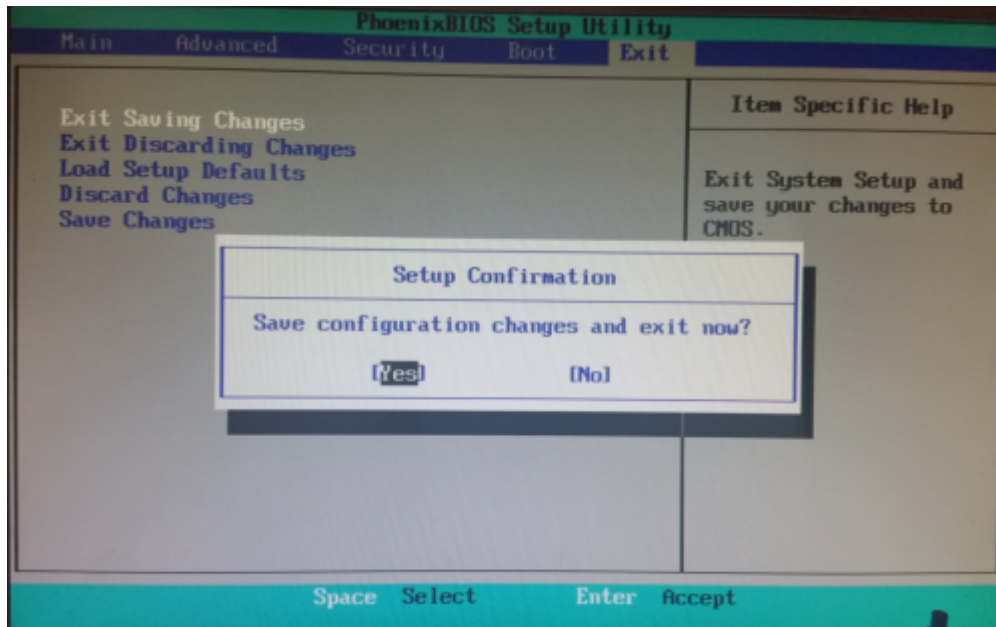 PhoenixBIOS Setup Utility
Main Advanced Security Boot Exit
Exit Saving Changes
Exit Discarding Changes
Load Setup Defaults
Discard Changes
Save Changes
Item Specific Help
Exit System Setup and
save your changes to
CMOS.
Setup Confirmation
Save configuration changes and exit now?
[Yes] [No]
Space Select Enter Accept